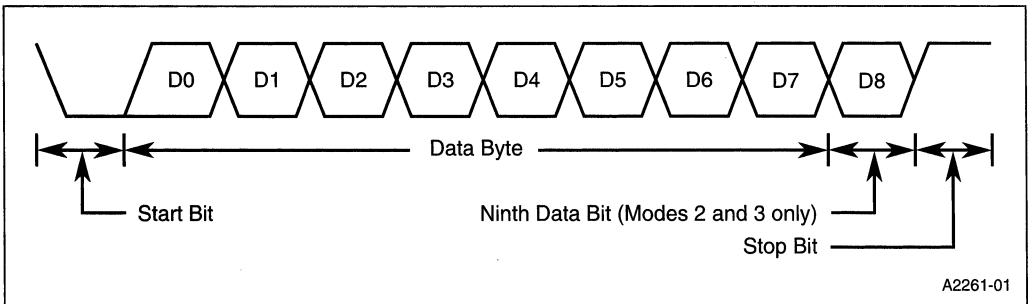 D0 D1 D2 D3 D4 D5 D6 D7 D8
Data Byte
Start Bit
Ninth Data Bit (Modes 2 and 3 only)
Stop Bit
A2261-01